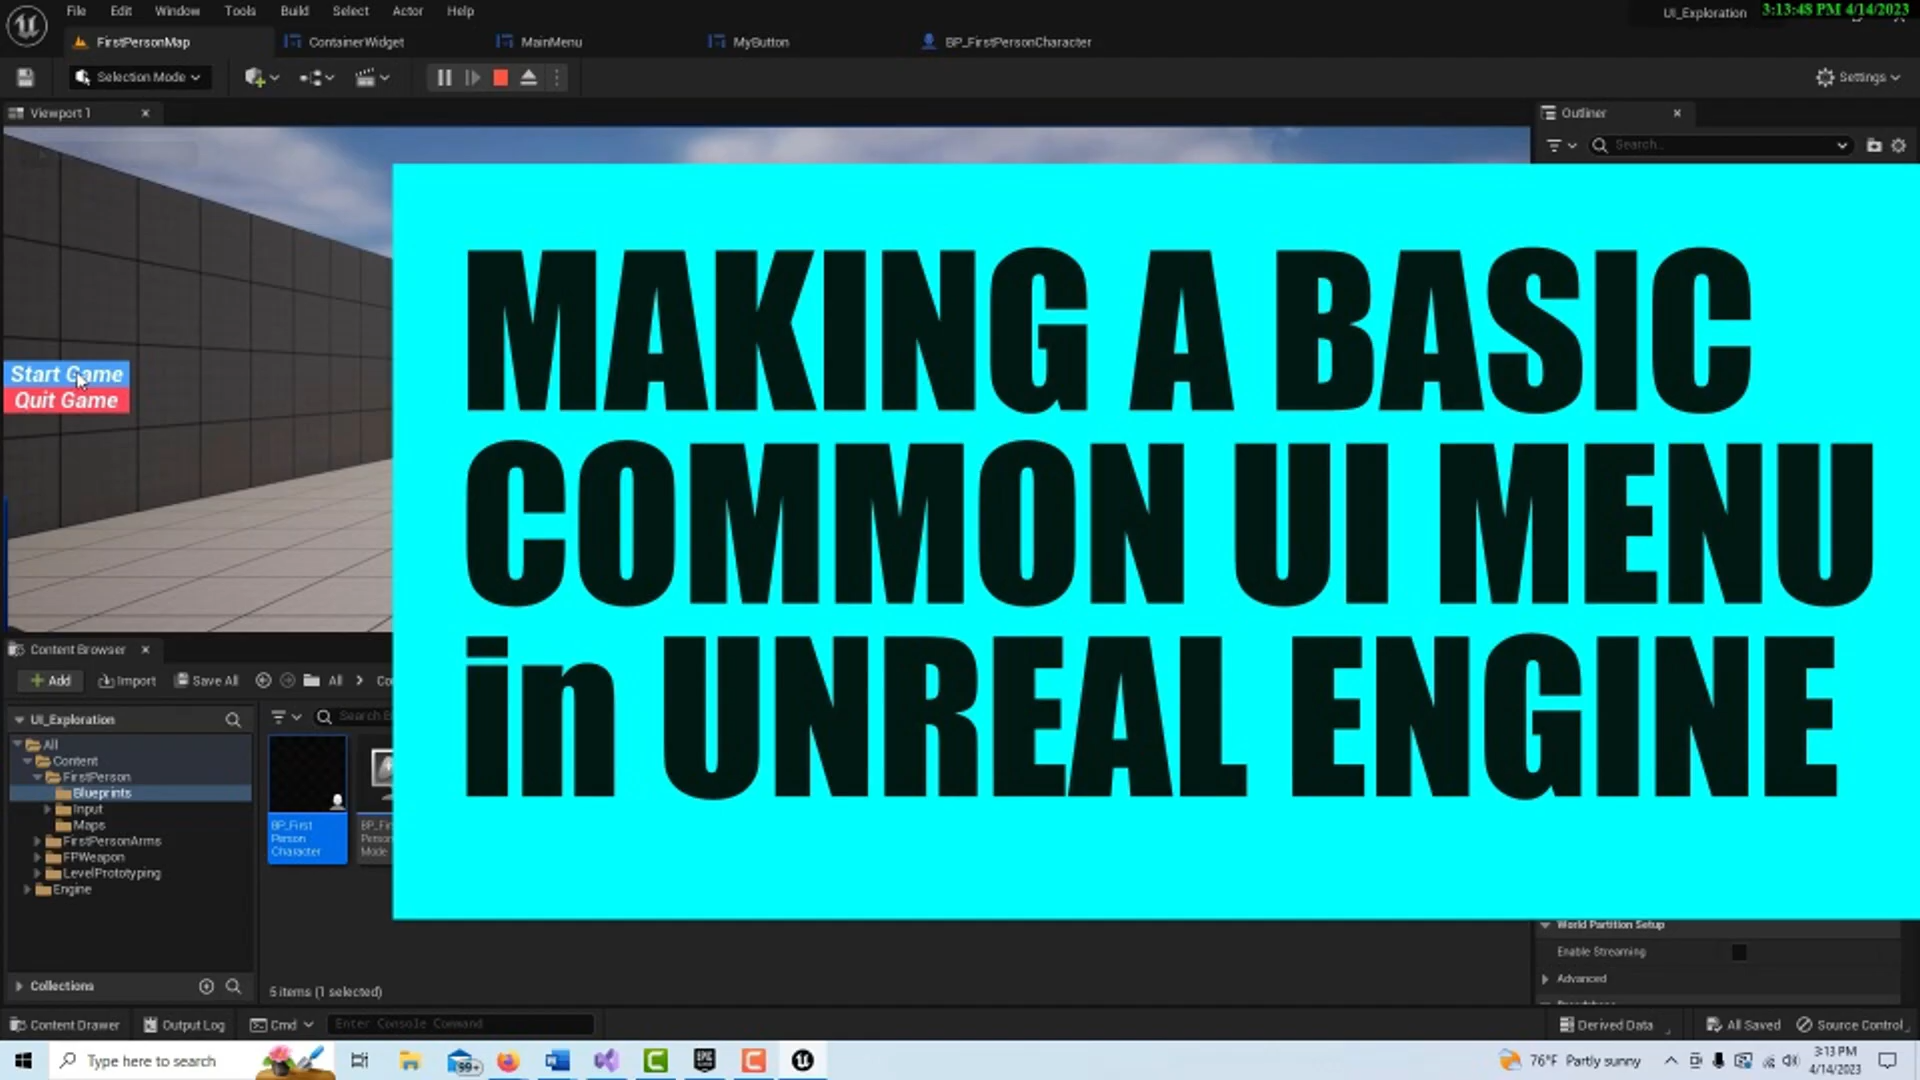 File Edit Window Tools Build Select Actor Help
UI_Exploration
3:13:48 PM 4/14/2023
FirstPersonMap
ContainerWidget
MainMenu
MyButton
BP_FirstPersonCharacter
Selection Mode
Settings
Viewport 1
Outliner
Search...
MAKING A BASIC
COMMON UI MENU
in UNREAL ENGINE
Start Game
Quit Game
Content Browser
Add
Import
Save All
All
UI_Exploration
All
Content
FirstPerson
Blueprints
Input
Maps
FirstPersonArms
FPWeapon
LevelPrototyping
Engine
BP_First
Person
Character
Mode
World Partition Setup
Enable Streaming
Advanced
Collections
5 items (1 selected)
Content Drawer
Output Log
Cmd
Enter Console Command
Derived Data
All Saved
Source Control
Type here to search
99+
EPIC
76°F Partly sunny
3:13 PM
4/14/2023